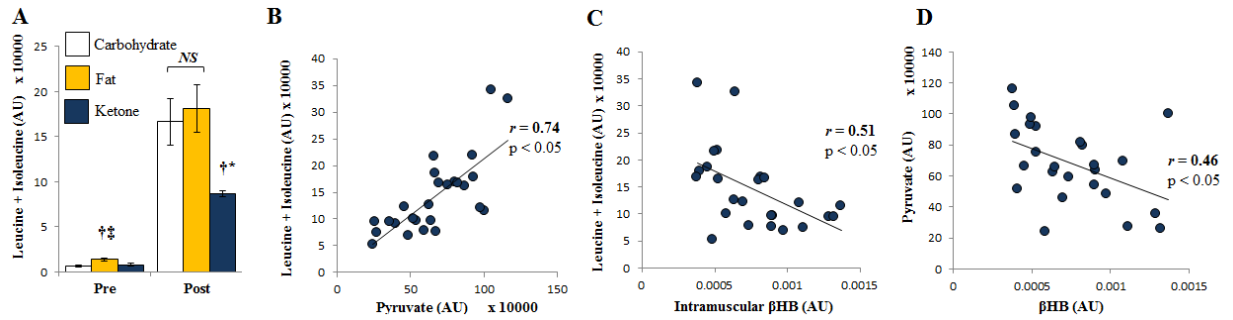 A
Leucine + Isoleucine (AU) x 10000
25
20
15
10
5
0
Carbohydrate
Fat
Ketone
NS
†‡
†*
Pre
Post
B
Leucine + Isoleucine (AU) x 10000
40
35
30
25
20
15
10
5
0
r = 0.74
p < 0.05
0
50
100
150
Pyruvate (AU) x 10000
C
Leucine + Isoleucine (AU) x 10000
40
35
30
25
20
15
10
5
0
r = 0.51
p < 0.05
0
0.0005
0.001
0.0015
Intramuscular βHB (AU)
D
Pyruvate (AU) x 10000
140
120
100
80
60
40
20
0
r = 0.46
p < 0.05
0
0.0005
0.001
0.0015
βHB (AU)